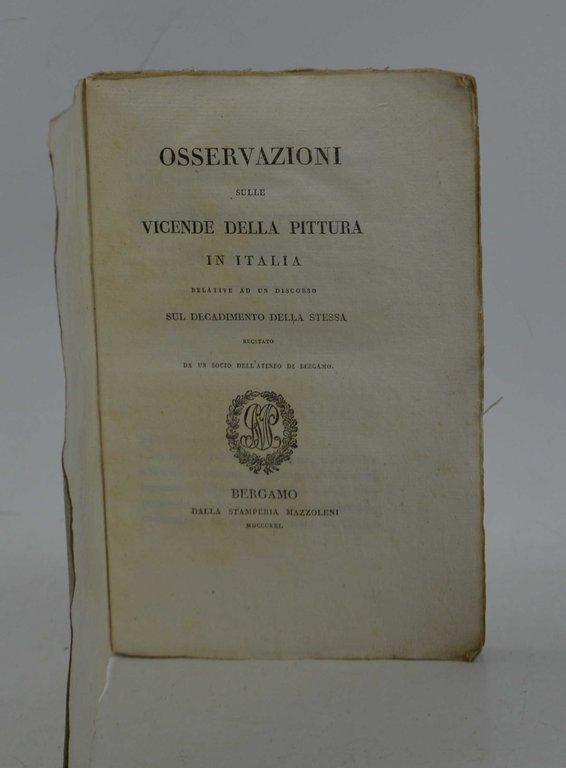 OSSERVAZIONI
SULLE
VICENDE DELLA PITTURA
IN ITALIA
RELATIVE AD UN DISCORSO
SUL DECADIMENTO DELLA STESSA
RECITATO
DA UN SOCIO DELL'ATENEO DI BERGAMO.
BERGAMO
DALLA STAMPERIA MAZZOLENI